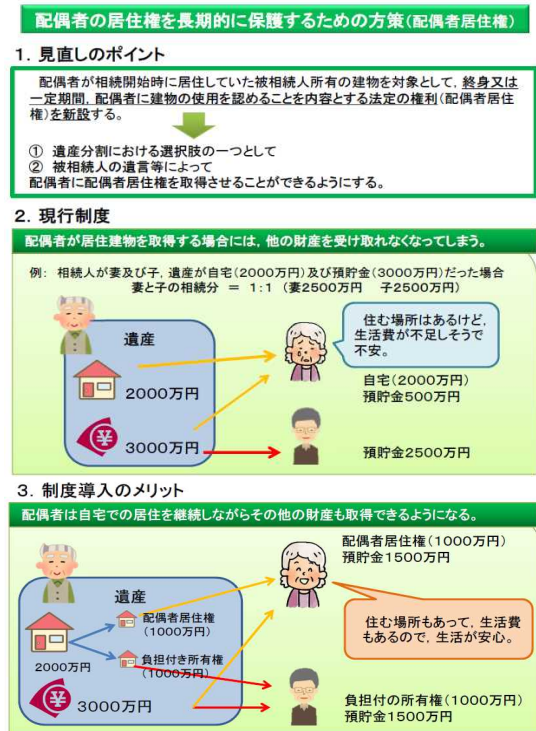 配偶者の居住権を長期的に保護するための方策(配偶者居住権)
1．見直しのポイント
配偶者が相続開始時に居住していた被相続人所有の建物を対象として，終身又は
一定期間，配偶者に建物の使用を認めることを内容とする法定の権利(配偶者居住
権)を新設する。
① 遺産分割における選択肢の一つとして
② 被相続人の遺言等によって
配偶者に配偶者居住権を取得させることができるようにする。
2．現行制度
配偶者が居住建物を取得する場合には，他の財産を受け取れなくなってしまう。
例： 相続人が妻及び子，遺産が自宅(2000万円)及び預貯金(3000万円)だった場合
妻と子の相続分 ＝ 1:1 (妻2500万円 子2500万円)
遺産
2000万円
¥
3000万円
住む場所はあるけど，
生活費が不足しそうで
不安。
自宅(2000万円)
預貯金500万円
預貯金2500万円
3．制度導入のメリット
配偶者は自宅での居住を継続しながらその他の財産も取得できるようになる。
遺産
配偶者居住権
(1000万円)
負担付き所有権
(1000万円)
2000万円
¥
3000万円
配偶者居住権(1000万円)
預貯金1500万円
住む場所もあって，生活費
もあるので，生活が安心。
負担付の所有権(1000万円)
預貯金1500万円